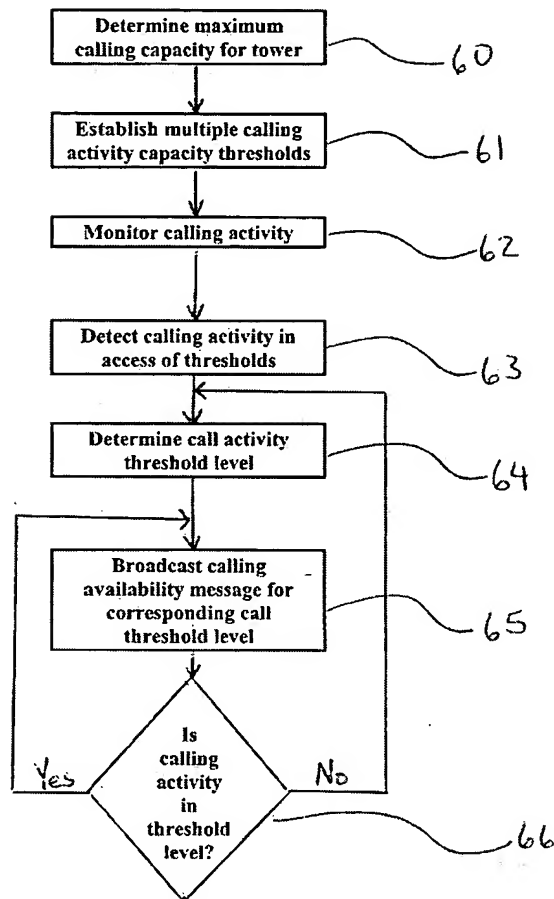 Determine maximum
calling capacity for tower
60
Establish multiple calling
activity capacity thresholds
61
Monitor calling activity
62
Detect calling activity in
access of thresholds
63
Determine call activity
threshold level
64
Broadcast calling
availability message for
corresponding call
threshold level
65
Is
calling
activity
in
threshold
level?
Yes
No
66